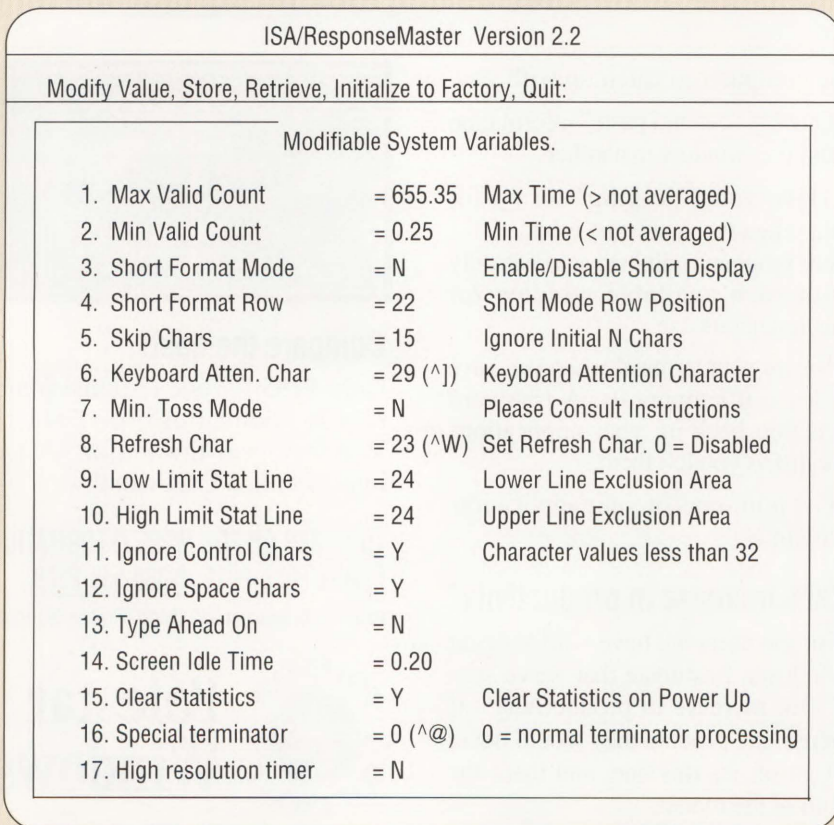 ISA/ResponseMaster Version 2.2
Modify Value, Store, Retrieve, Initialize to Factory, Quit:
Modifiable System Variables.
1. Max Valid Count = 655.35 Max Time (> not averaged)
2. Min Valid Count = 0.25 Min Time (< not averaged)
3. Short Format Mode = N Enable/Disable Short Display
4. Short Format Row = 22 Short Mode Row Position
5. Skip Chars = 15 Ignore Initial N Chars
6. Keyboard Atten. Char = 29 (^]) Keyboard Attention Character
7. Min. Toss Mode = N Please Consult Instructions
8. Refresh Char = 23 (^W) Set Refresh Char. 0 = Disabled
9. Low Limit Stat Line = 24 Lower Line Exclusion Area
10. High Limit Stat Line = 24 Upper Line Exclusion Area
11. Ignore Control Chars = Y Character values less than 32
12. Ignore Space Chars = Y
13. Type Ahead On = N
14. Screen Idle Time = 0.20
15. Clear Statistics = Y Clear Statistics on Power Up
16. Special terminator = 0 (^@) 0 = normal terminator processing
17. High resolution timer = N